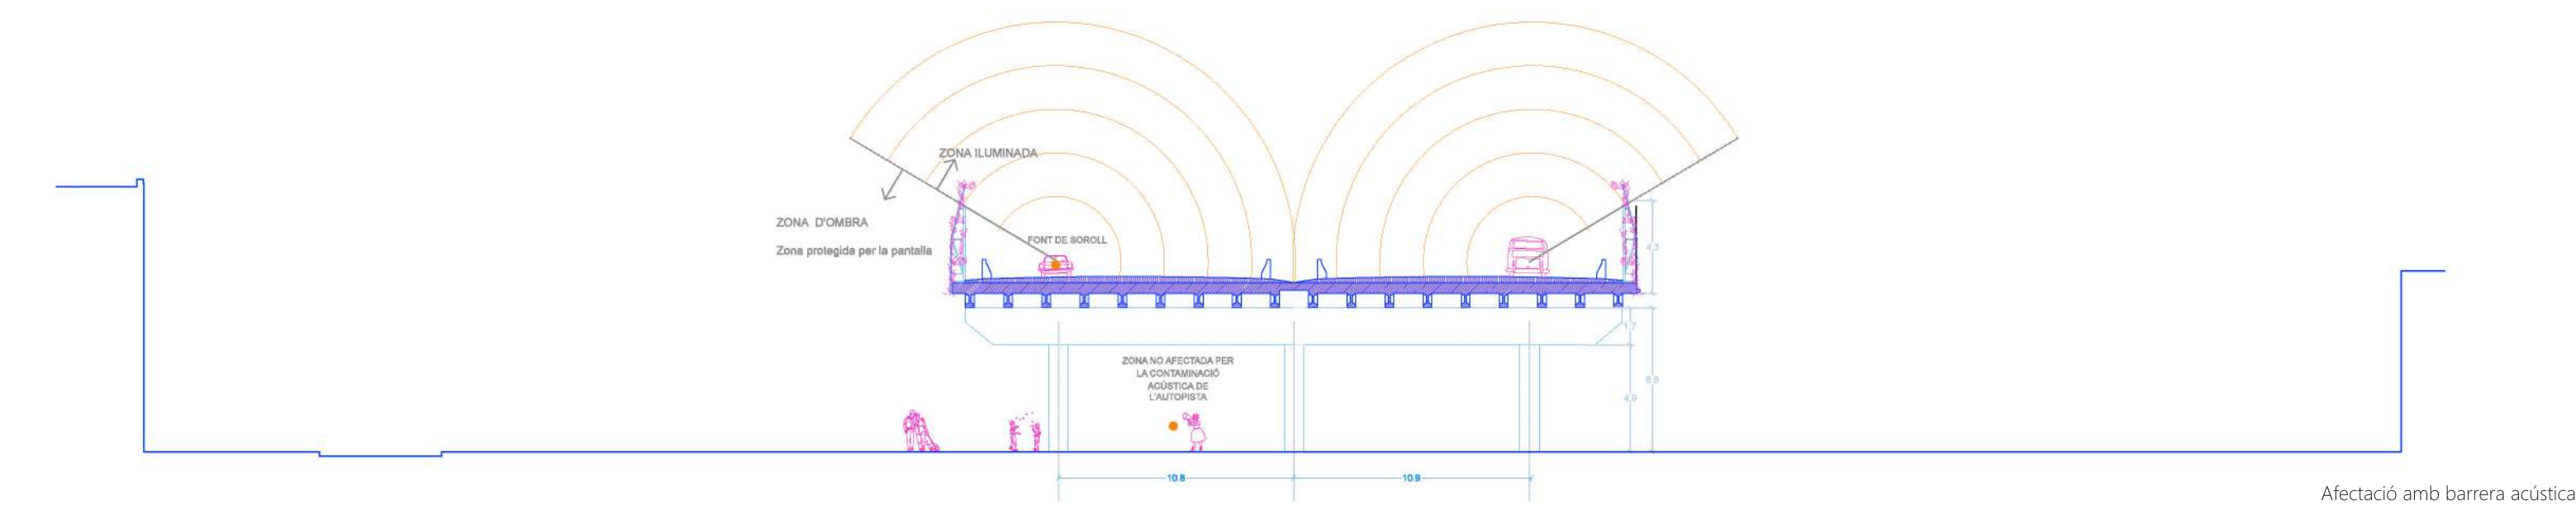 ZONA ILUMINADA
ZONA D'OMBRA
Zona protegida per la pantalla
FONT DE SOROLL
4.3
1.7
ZONA NO AFECTADA PER
LA CONTAMINACIÓ
ACÚSTICA DE
L'AUTOPISTA
6.6
4.9
10.8
10.9
Afectació amb barrera acústica